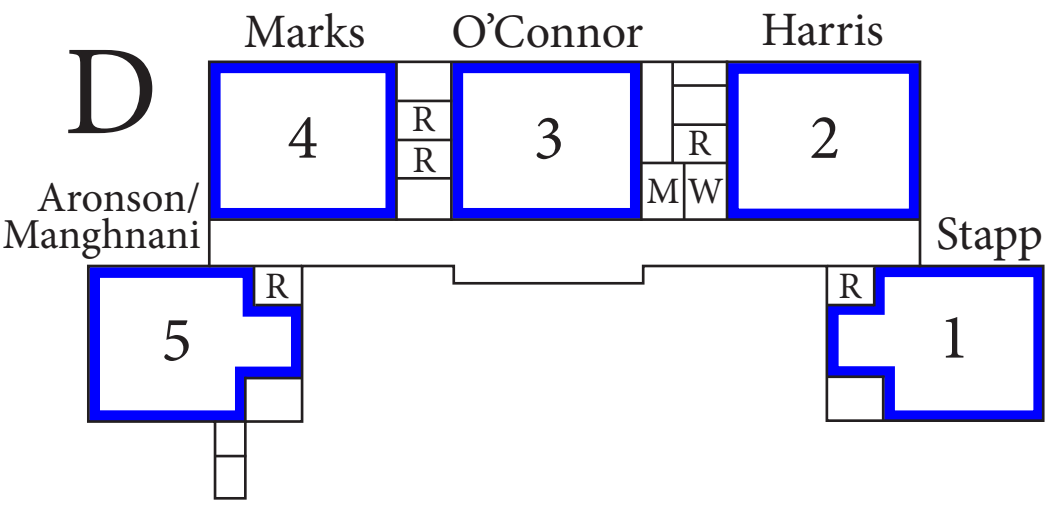 D
Marks
O’Connor
Harris
4
R
R
3
R
M
W
2
Aronson/
Manghnani
Stapp
R
5
R
1